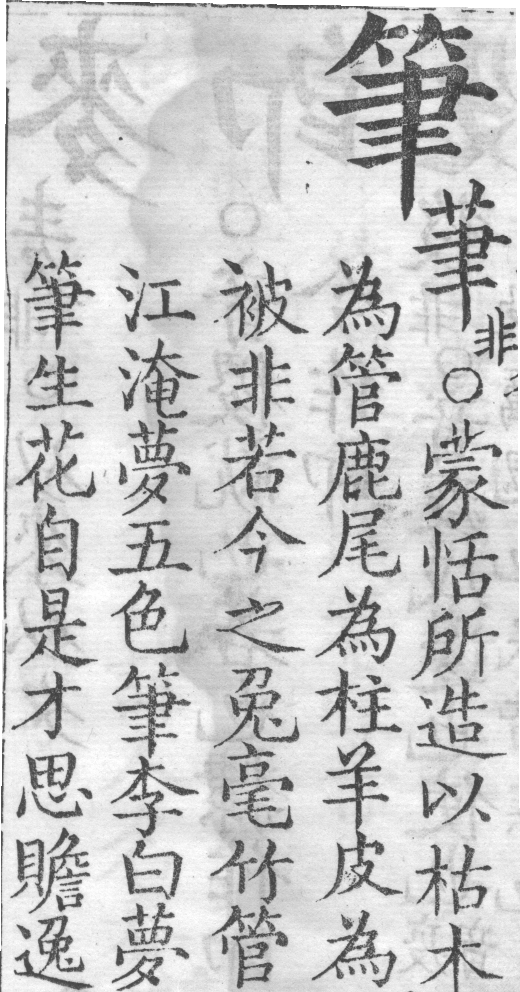 筆
茟非○蒙恬所造以枯木
為管鹿尾為柱羊皮為
被非若今之兔毫竹管
江淹夢五色筆李白夢
筆生花自是才思贍逸